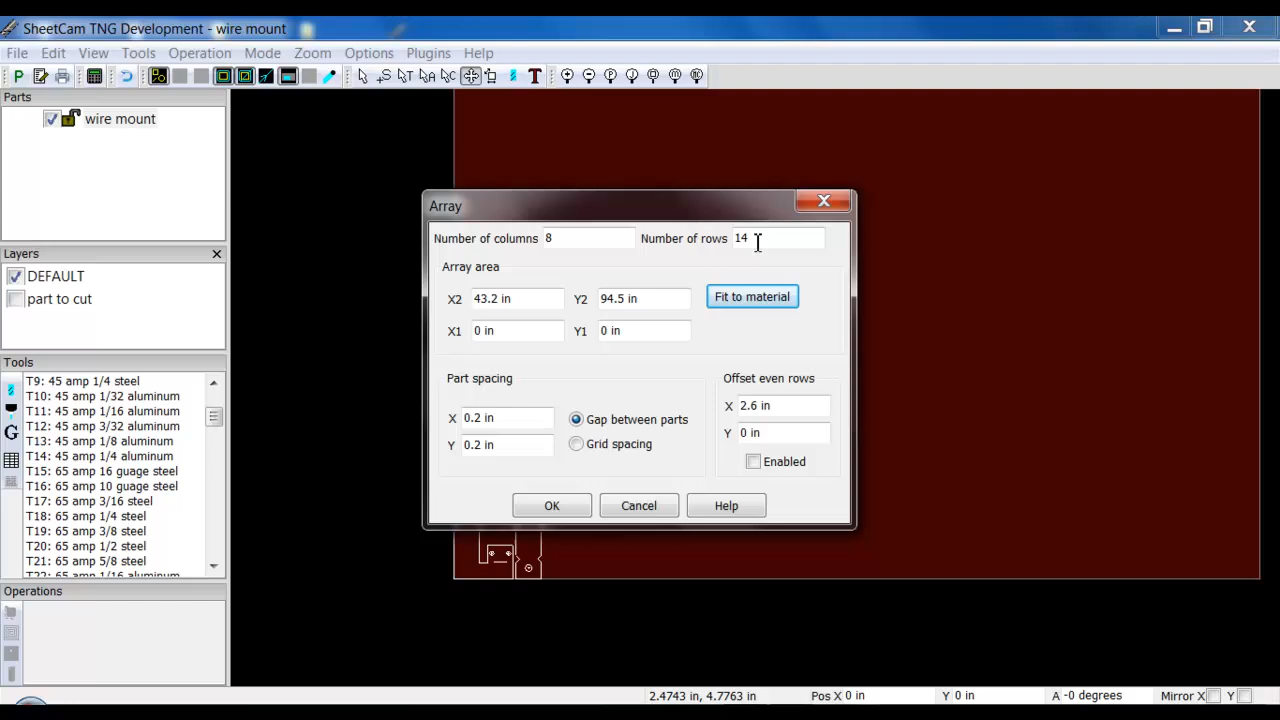 SheetCam TNG Development - wire mount
File Edit View Tools Operation Mode Zoom Options Plugins Help
Parts
wire mount
Layers
DEFAULT
part to cut
Tools
T9: 45 amp 1/4 steel
T10: 45 amp 1/32 aluminum
T11: 45 amp 1/16 aluminum
T12: 45 amp 3/32 aluminum
T13: 45 amp 1/8 aluminum
T14: 45 amp 1/4 aluminum
T15: 65 amp 16 guage steel
T16: 65 amp 10 guage steel
T17: 65 amp 3/16 steel
T18: 65 amp 1/4 steel
T19: 65 amp 3/8 steel
T20: 65 amp 1/2 steel
T21: 65 amp 5/8 steel
T22: 65 amp 1/16 aluminum
Operations
Array
Number of columns 8 Number of rows 14
Array area
X2 43.2 in Y2 94.5 in Fit to material
X1 0 in Y1 0 in
Part spacing
X 0.2 in Gap between parts
Y 0.2 in Grid spacing
Offset even rows
X 2.6 in
Y 0 in
Enabled
OK Cancel Help
2.4743 in, 4.7763 in Pos X 0 in Y 0 in A -0 degrees Mirror X Y